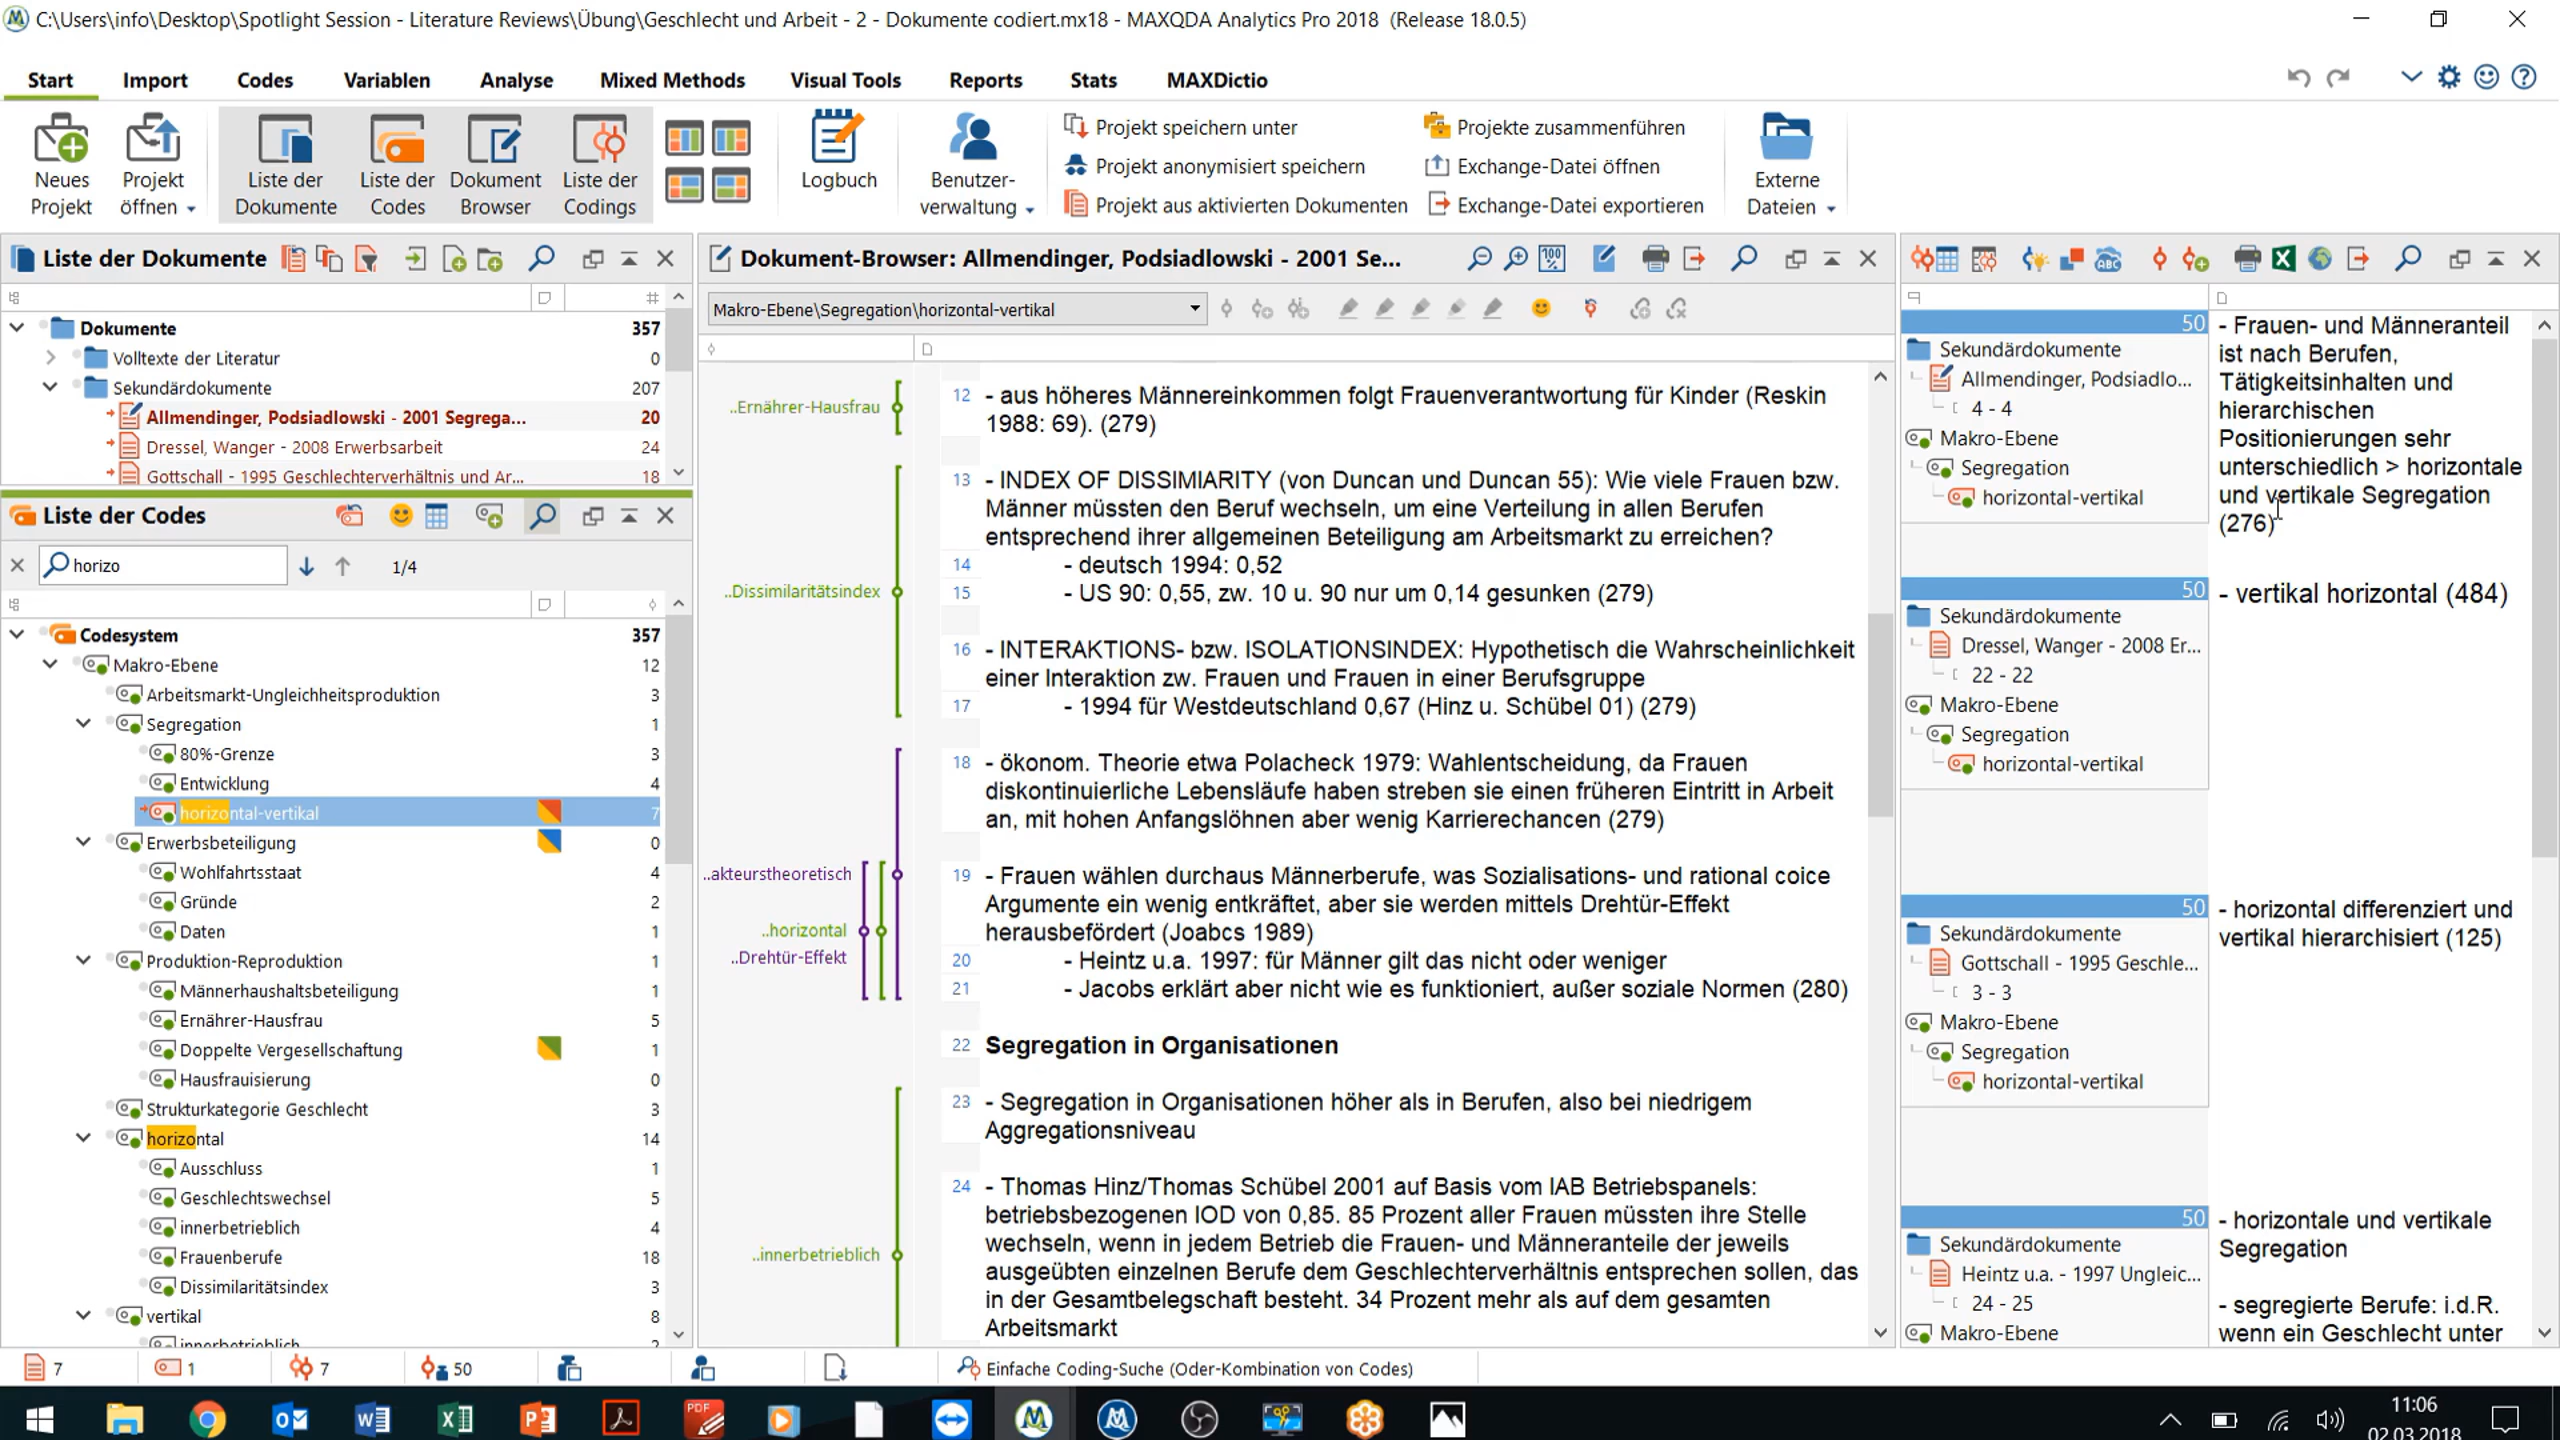 C:\Users\info\Desktop\Spotlight Session - Literature Reviews\Übung\Geschlecht und Arbeit - 2 - Dokumente codiert.mx18 - MAXQDA Analytics Pro 2018 (Release 18.0.5)
Start Import Codes Variablen Analyse Mixed Methods Visual Tools Reports Stats MAXDictio
Neues
Projekt
Projekt
öffnen
Liste der
Dokumente
Liste der
Codes
Dokument
Browser
Liste der
Codings
Logbuch
Benutzer-
verwaltung
Projekt speichern unter
Projekt anonymisiert speichern
Projekt aus aktivierten Dokumenten
Projekte zusammenführen
Exchange-Datei öffnen
Exchange-Datei exportieren
Externe
Dateien
Liste der Dokumente
#
Dokumente 357
Volltexte der Literatur 0
Sekundärdokumente 207
Allmendinger, Podsiadlowski - 2001 Segrega... 20
Dressel, Wanger - 2008 Erwerbsarbeit 24
Gottschall - 1995 Geschlechterverhältnis und Ar... 18
Liste der Codes
horizo 1/4
Codesystem 357
Makro-Ebene 12
Arbeitsmarkt-Ungleichheitsproduktion 3
Segregation 1
80%-Grenze 3
Entwicklung 4
horizontal-vertikal 7
Erwerbsbeteiligung 0
Wohlfahrtsstaat 4
Gründe 2
Daten 1
Produktion-Reproduktion 1
Männerhaushaltsbeteiligung 1
Ernährer-Hausfrau 5
Doppelte Vergesellschaftung 1
Hausfrauisierung 0
Strukturkategorie Geschlecht 3
horizontal 14
Ausschluss 1
Geschlechtswechsel 5
innerbetrieblich 4
Frauenberufe 18
Dissimilaritätsindex 3
vertikal 8
innerbetrieblich 2
Dokument-Browser: Allmendinger, Podsiadlowski - 2001 Se...
100%
Makro-Ebene\Segregation\horizontal-vertikal
..Ernährer-Hausfrau
..Dissimilaritätsindex
..akteurstheoretisch
..horizontal
..Drehtür-Effekt
..innerbetrieblich
12 - aus höheres Männereinkommen folgt Frauenverantwortung für Kinder (Reskin
1988: 69). (279)
13 - INDEX OF DISSIMIARITY (von Duncan und Duncan 55): Wie viele Frauen bzw.
Männer müssten den Beruf wechseln, um eine Verteilung in allen Berufen
entsprechend ihrer allgemeinen Beteiligung am Arbeitsmarkt zu erreichen?
14 - deutsch 1994: 0,52
15 - US 90: 0,55, zw. 10 u. 90 nur um 0,14 gesunken (279)
16 - INTERAKTIONS- bzw. ISOLATIONSINDEX: Hypothetisch die Wahrscheinlichkeit
einer Interaktion zw. Frauen und Frauen in einer Berufsgruppe
17 - 1994 für Westdeutschland 0,67 (Hinz u. Schübel 01) (279)
18 - ökonom. Theorie etwa Polacheck 1979: Wahlentscheidung, da Frauen
diskontinuierliche Lebensläufe haben streben sie einen früheren Eintritt in Arbeit
an, mit hohen Anfangslöhnen aber wenig Karrierechancen (279)
19 - Frauen wählen durchaus Männerberufe, was Sozialisations- und rational coice
Argumente ein wenig entkräftet, aber sie werden mittels Drehtür-Effekt
herausbefördert (Joabcs 1989)
20 - Heintz u.a. 1997: für Männer gilt das nicht oder weniger
21 - Jacobs erklärt aber nicht wie es funktioniert, außer soziale Normen (280)
22 Segregation in Organisationen
23 - Segregation in Organisationen höher als in Berufen, also bei niedrigem
Aggregationsniveau
24 - Thomas Hinz/Thomas Schübel 2001 auf Basis vom IAB Betriebspanels:
betriebsbezogenen IOD von 0,85. 85 Prozent aller Frauen müssten ihre Stelle
wechseln, wenn in jedem Betrieb die Frauen- und Männeranteile der jeweils
ausgeübten einzelnen Berufe dem Geschlechterverhältnis entsprechen sollen, das
in der Gesamtbelegschaft besteht. 34 Prozent mehr als auf dem gesamten
Arbeitsmarkt
ABC
50
Sekundärdokumente
Allmendinger, Podsiadlo...
4 - 4
Makro-Ebene
Segregation
horizontal-vertikal
- Frauen- und Männeranteil
ist nach Berufen,
Tätigkeitsinhalten und
hierarchischen
Positionierungen sehr
unterschiedlich > horizontale
und vertikale Segregation
(276)
50
Sekundärdokumente
Dressel, Wanger - 2008 Er...
22 - 22
Makro-Ebene
Segregation
horizontal-vertikal
- vertikal horizontal (484)
50
Sekundärdokumente
Gottschall - 1995 Geschle...
3 - 3
Makro-Ebene
Segregation
horizontal-vertikal
- horizontal differenziert und
vertikal hierarchisiert (125)
50
Sekundärdokumente
Heintz u.a. - 1997 Ungleic...
24 - 25
Makro-Ebene
- horizontale und vertikale
Segregation
- segregierte Berufe: i.d.R.
wenn ein Geschlecht unter
7 1 7 50 Einfache Coding-Suche (Oder-Kombination von Codes)
PDF
11:06
02.03.2018